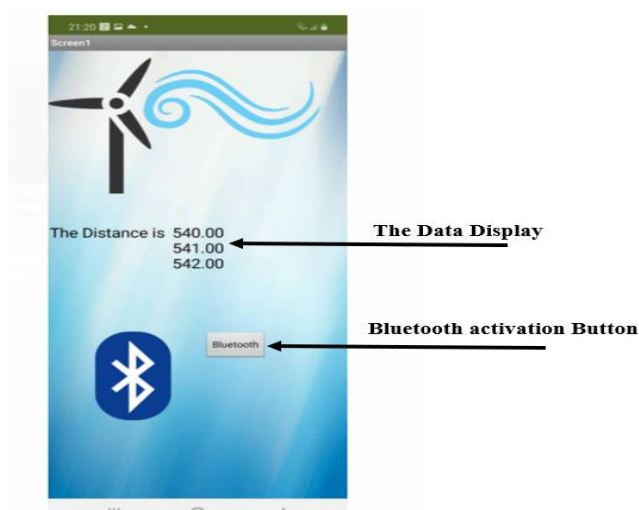 21:20
Screen1
The Distance is 540.00
541.00
542.00
The Data Display
Bluetooth activation Button
Bluetooth